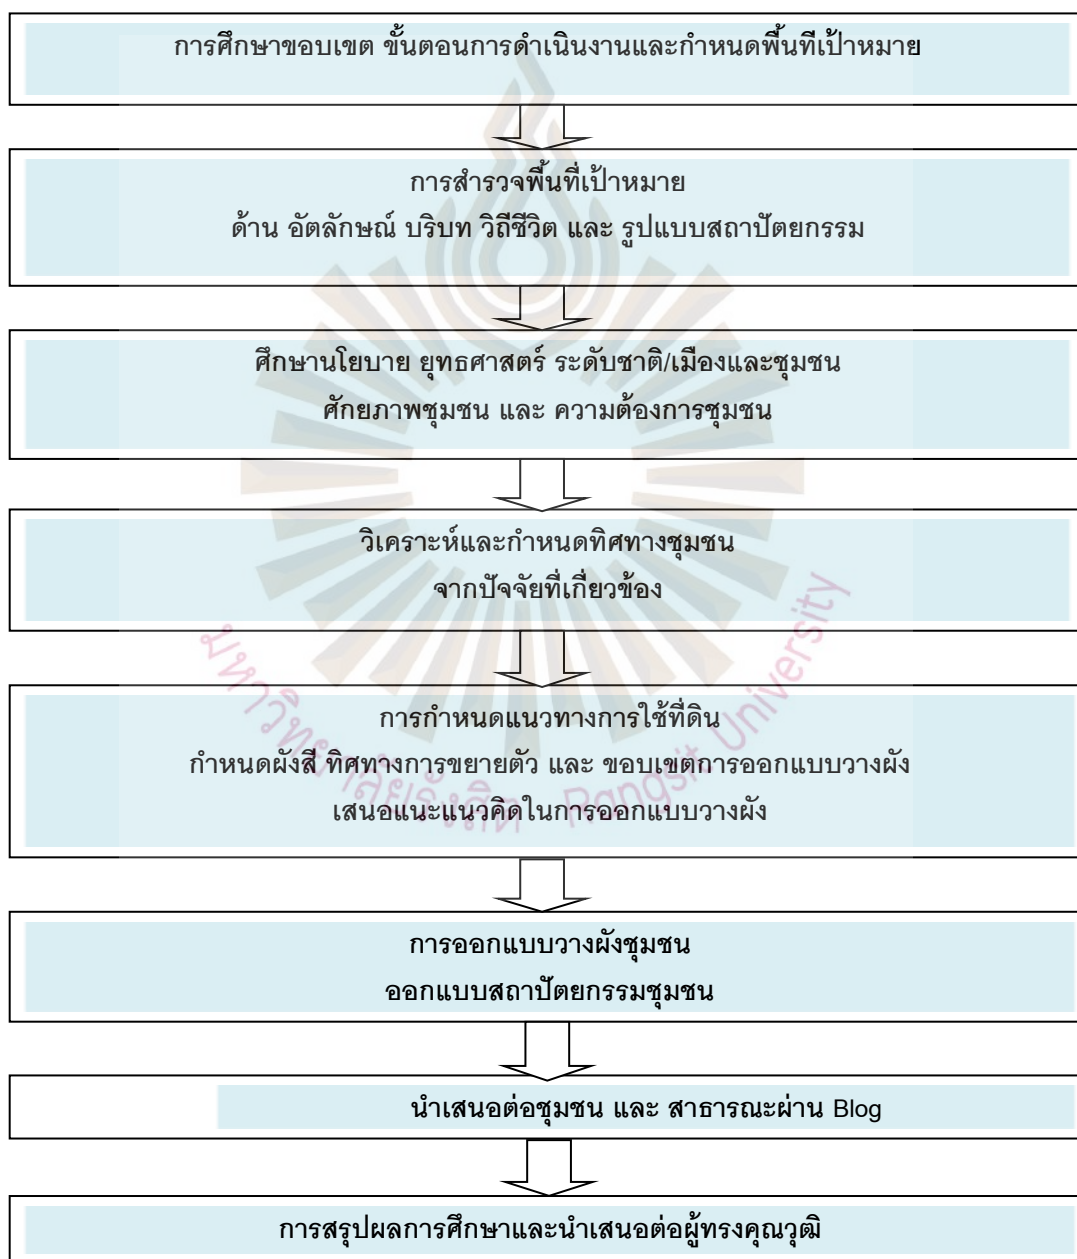 การศึกษาขอบเขต ขั้นตอนการดำเนินงานและกำหนดพื้นที่เป้าหมาย
การสำรวจพื้นที่เป้าหมาย
ด้าน อัตลักษณ์ บริบท วิถีชีวิต และ รูปแบบสถาปัตยกรรม
ศึกษานโยบาย ยุทธศาสตร์ ระดับชาติ/เมืองและชุมชน
ศักยภาพชุมชน และ ความต้องการชุมชน
วิเคราะห์และกำหนดทิศทางชุมชน
จากปัจจัยที่เกี่ยวข้อง
การกำหนดแนวทางการใช้ที่ดิน
กำหนดผังสี ทิศทางการขยายตัว และ ขอบเขตการออกแบบวางผัง
เสนอแนะแนวคิดในการออกแบบวางผัง
มหาวิทยาลัยรังสิต Rangsit University
การออกแบบวางผังชุมชน
ออกแบบสถาปัตยกรรมชุมชน
นำเสนอต่อชุมชน และ สาธารณะผ่าน Blog
การสรุปผลการศึกษาและนำเสนอต่อผู้ทรงคุณวุฒิ